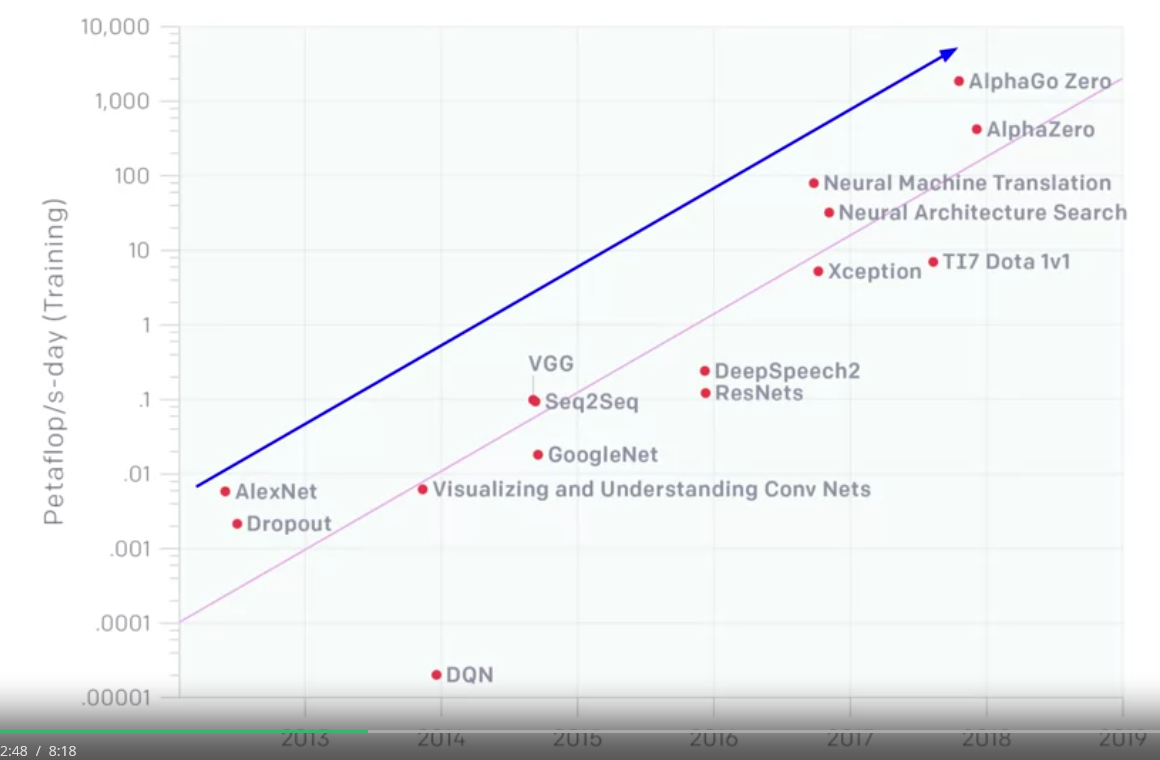 10,000
1,000
100
10
1
.1
.01
.001
.0001
.00001
Petaflop/s-day (Training)
AlphaGo Zero
AlphaZero
Neural Machine Translation
Neural Architecture Search
TI7 Dota 1v1
Xception
VGG
DeepSpeech2
ResNets
Seq2Seq
GoogleNet
AlexNet
Visualizing and Understanding Conv Nets
Dropout
DQN
2013 2014 2015 2016 2017 2018 2019
2:48 / 8:18